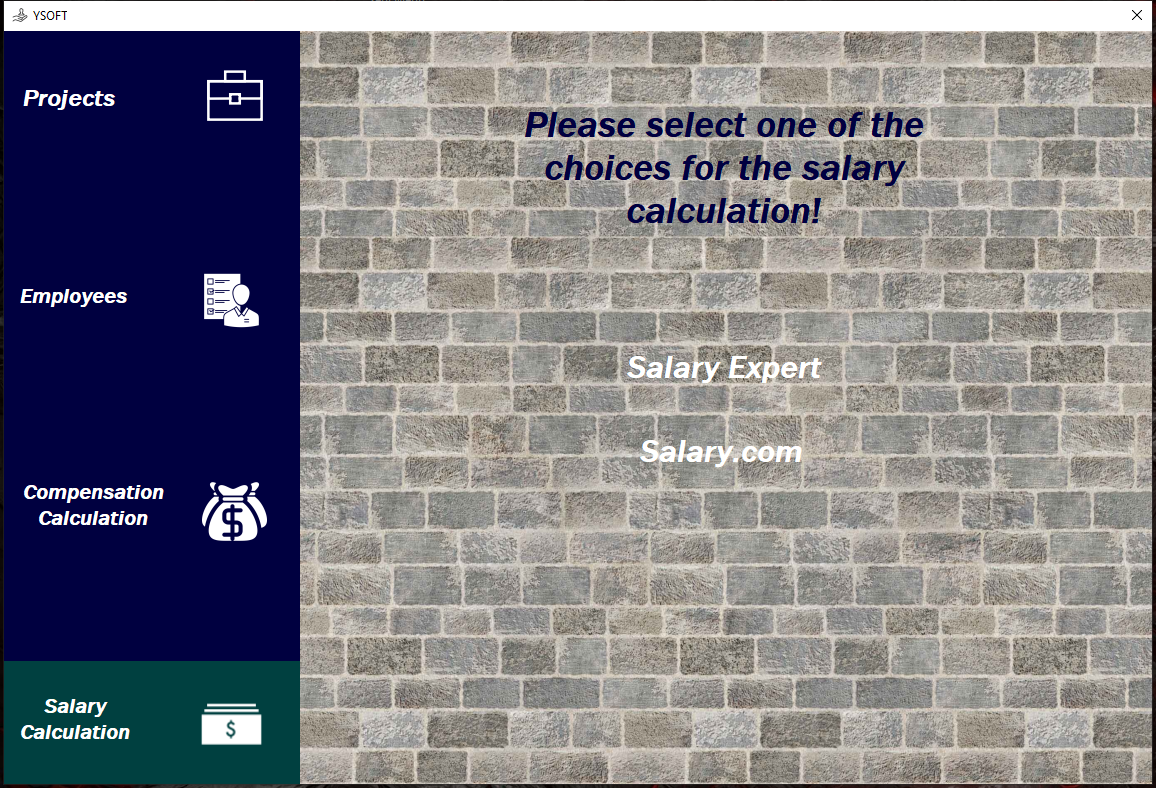 YSOFT
Projects
Employees
Compensation
Calculation
$
Salary
Calculation
$
Please select one of the
choices for the salary
calculation!
Salary Expert
Salary.com